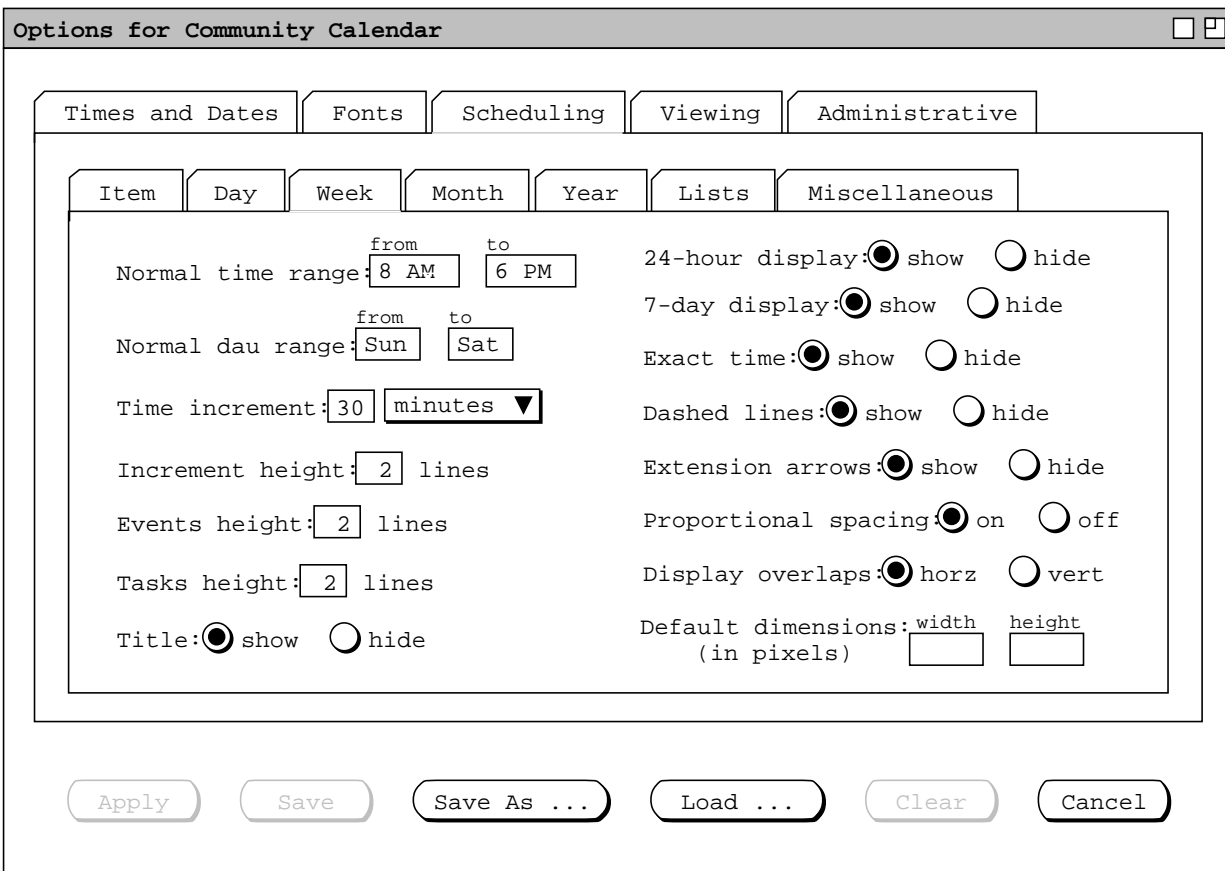 Options for Community Calendar
Times and Dates Fonts Scheduling Viewing Administrative
Item Day Week Month Year Lists Miscellaneous
from to
Normal time range: 8 AM 6 PM
from to
Normal dau range: Sun Sat
Time increment: 30 minutes ▼
Increment height: 2 lines
Events height: 2 lines
Tasks height: 2 lines
Title: show hide
24-hour display: show hide
7-day display: show hide
Exact time: show hide
Dashed lines: show hide
Extension arrows: show hide
Proportional spacing: on off
Display overlaps: horz vert
Default dimensions: width height
(in pixels)
Apply Save Save As ... Load ... Clear Cancel